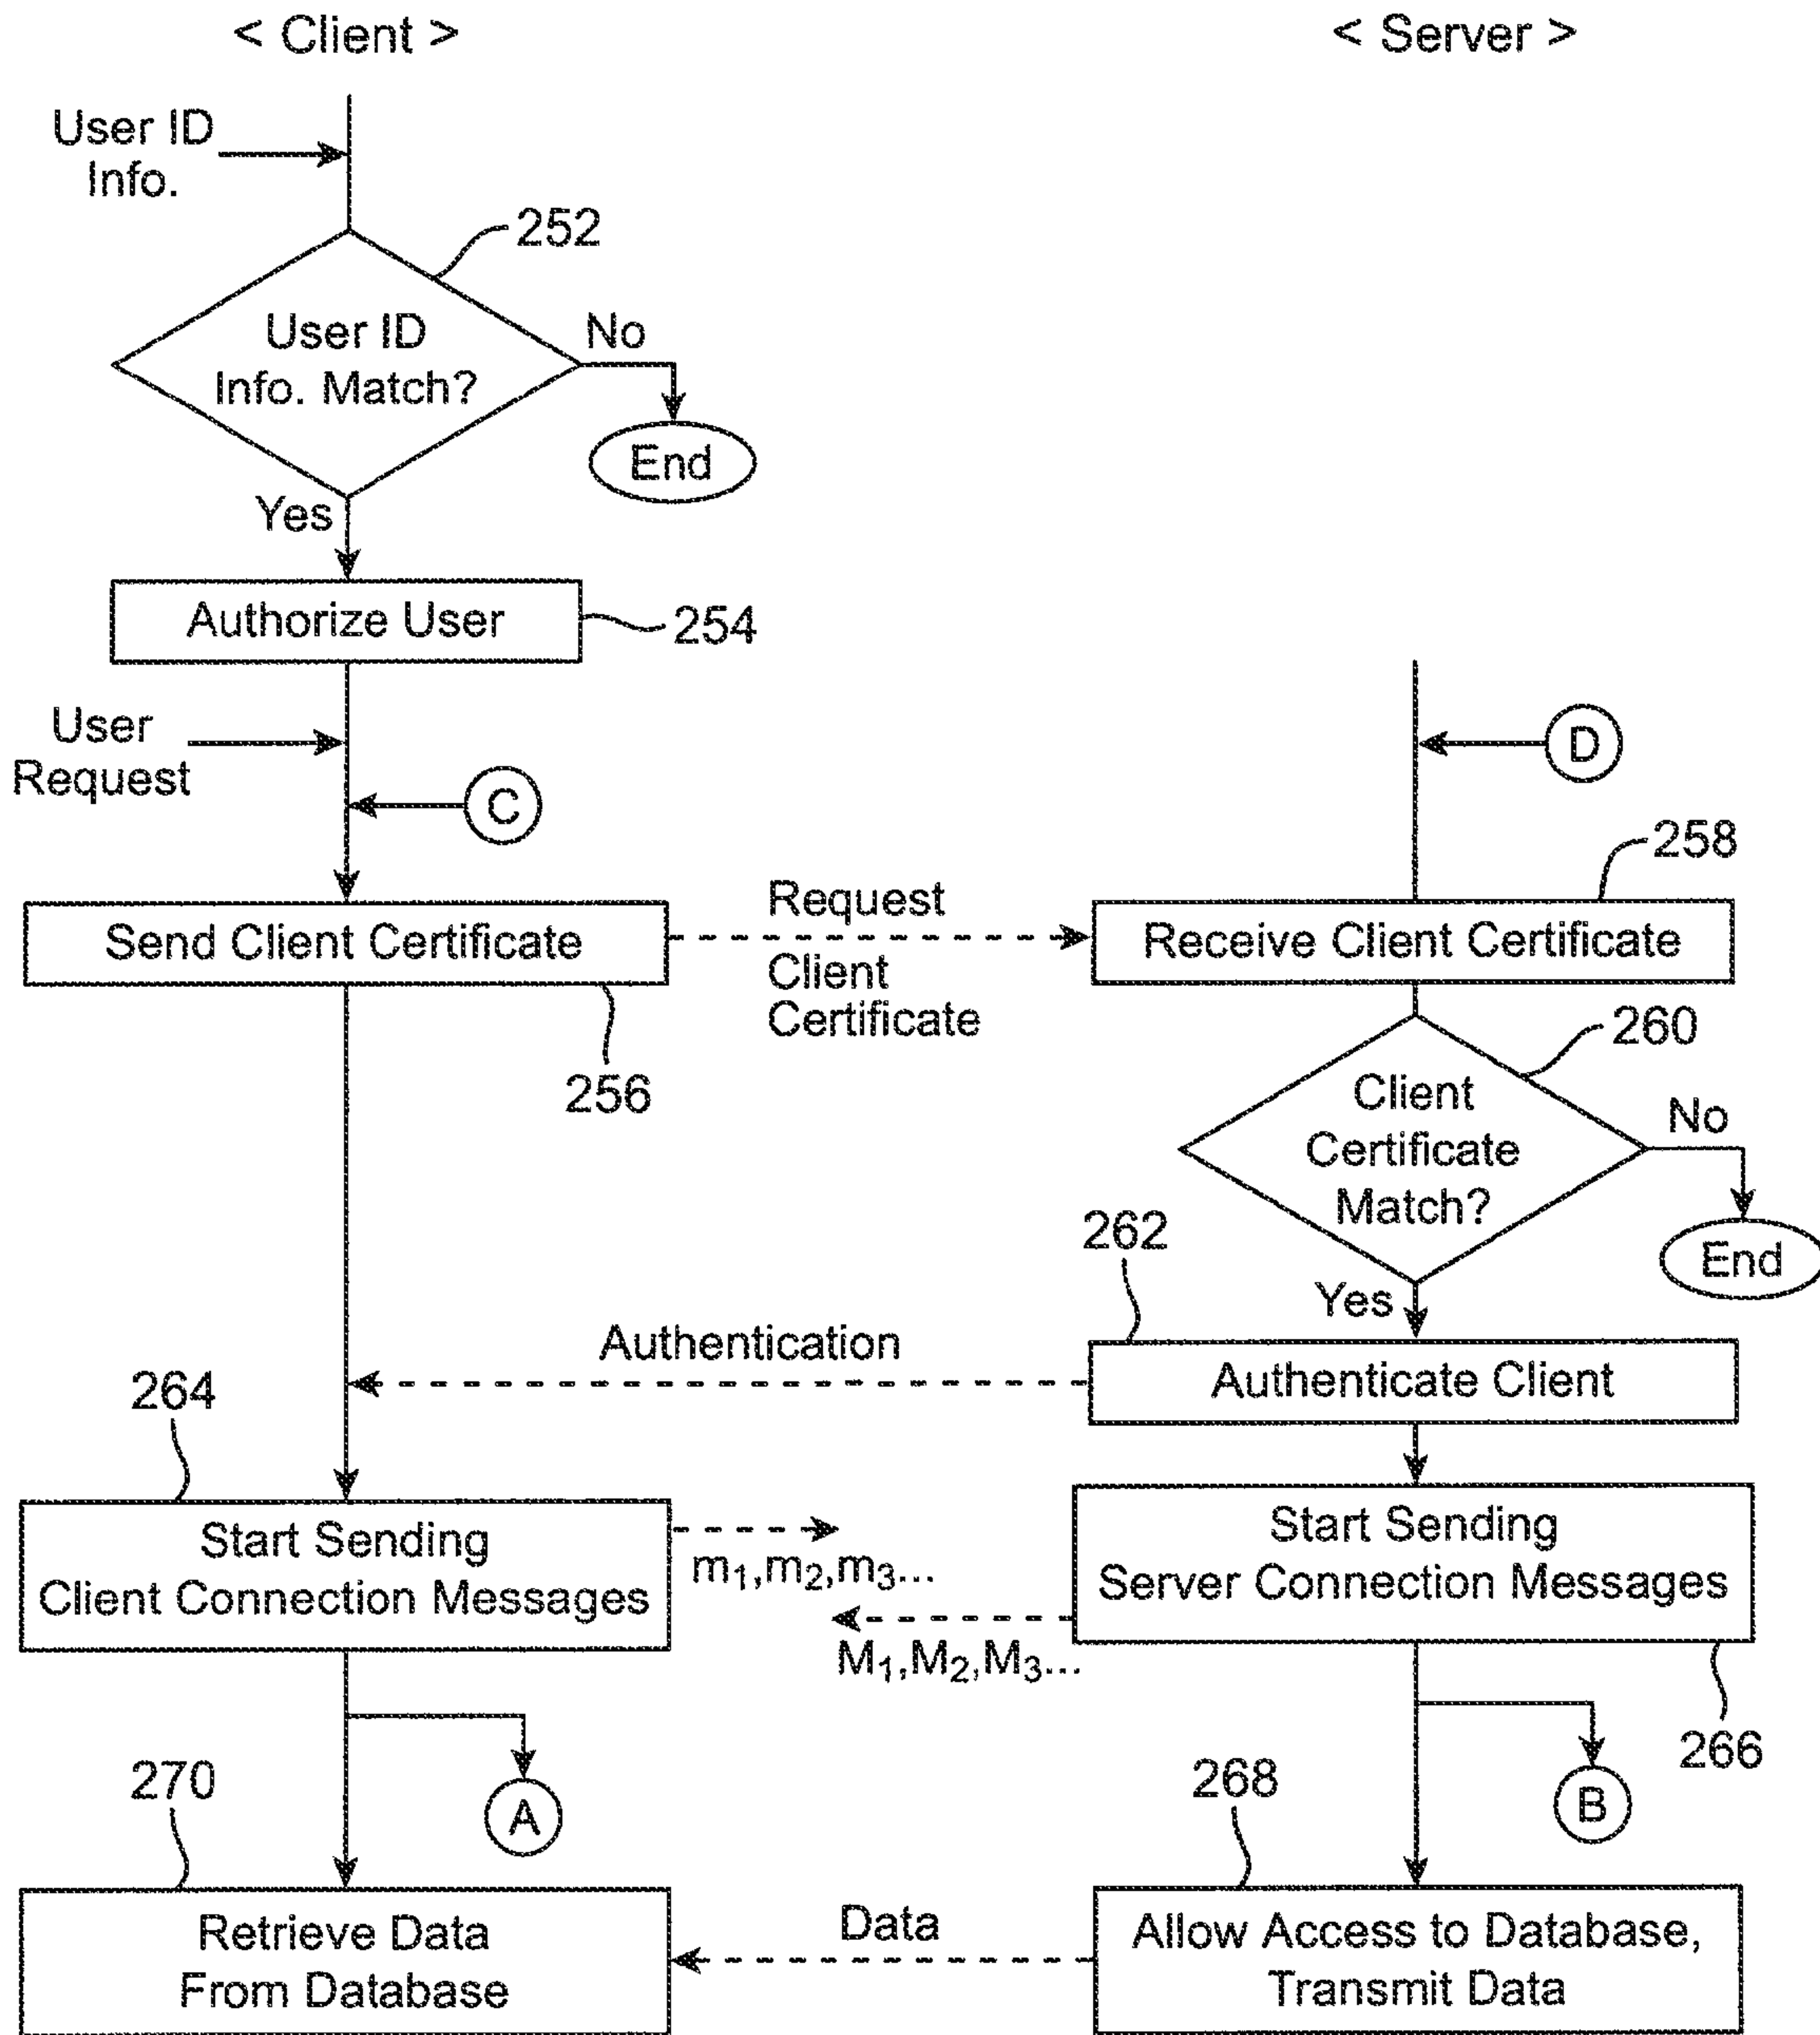 < Client >
< Server >
User ID
Info.
252
User ID
Info. Match?
No
End
Yes
Authorize User
254
User
Request
C
D
258
Send Client Certificate
Request
Client
Certificate
Receive Client Certificate
256
260
Client
Certificate
Match?
No
End
262
Yes
Authentication
Authenticate Client
264
Start Sending
Client Connection Messages
m₁,m₂,m₃...
Start Sending
Server Connection Messages
M₁,M₂,M₃...
266
A
B
270
268
Retrieve Data
From Database
Data
Allow Access to Database,
Transmit Data